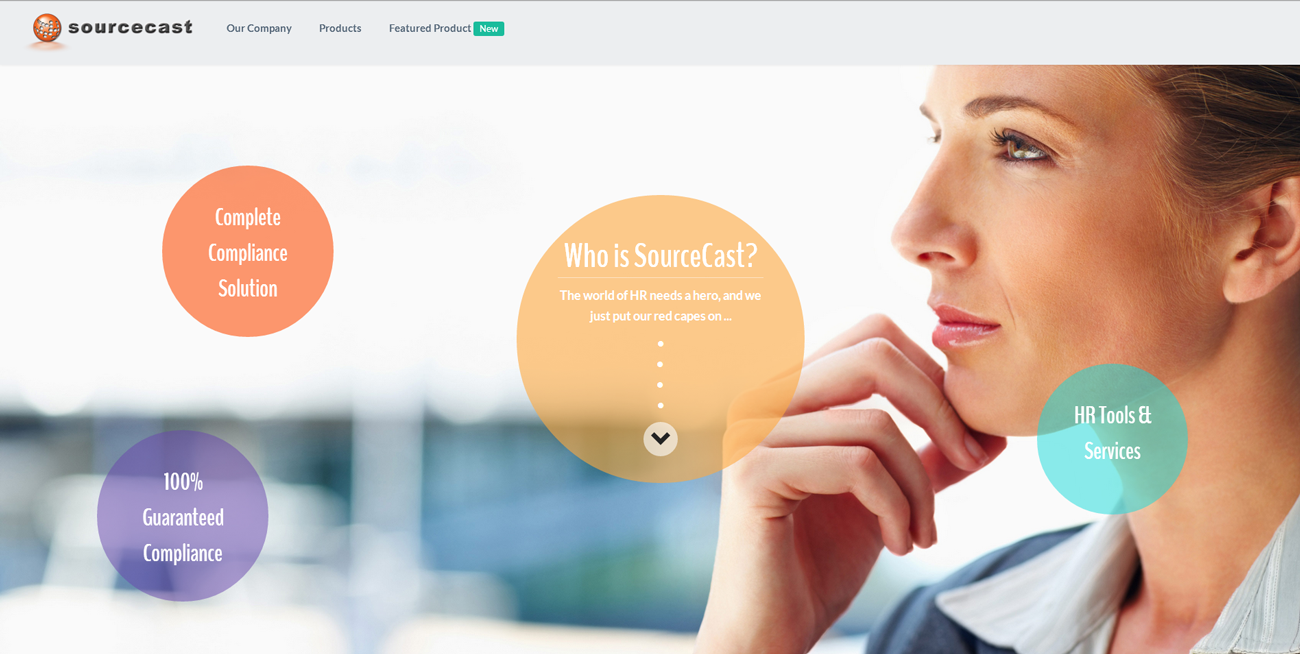 sourcecast
Our Company
Products
Featured Product New
Complete
Compliance
Solution
Who is SourceCast?
The world of HR needs a hero, and we
just put our red capes on ...
HR Tools &
Services
100%
Guaranteed
Compliance